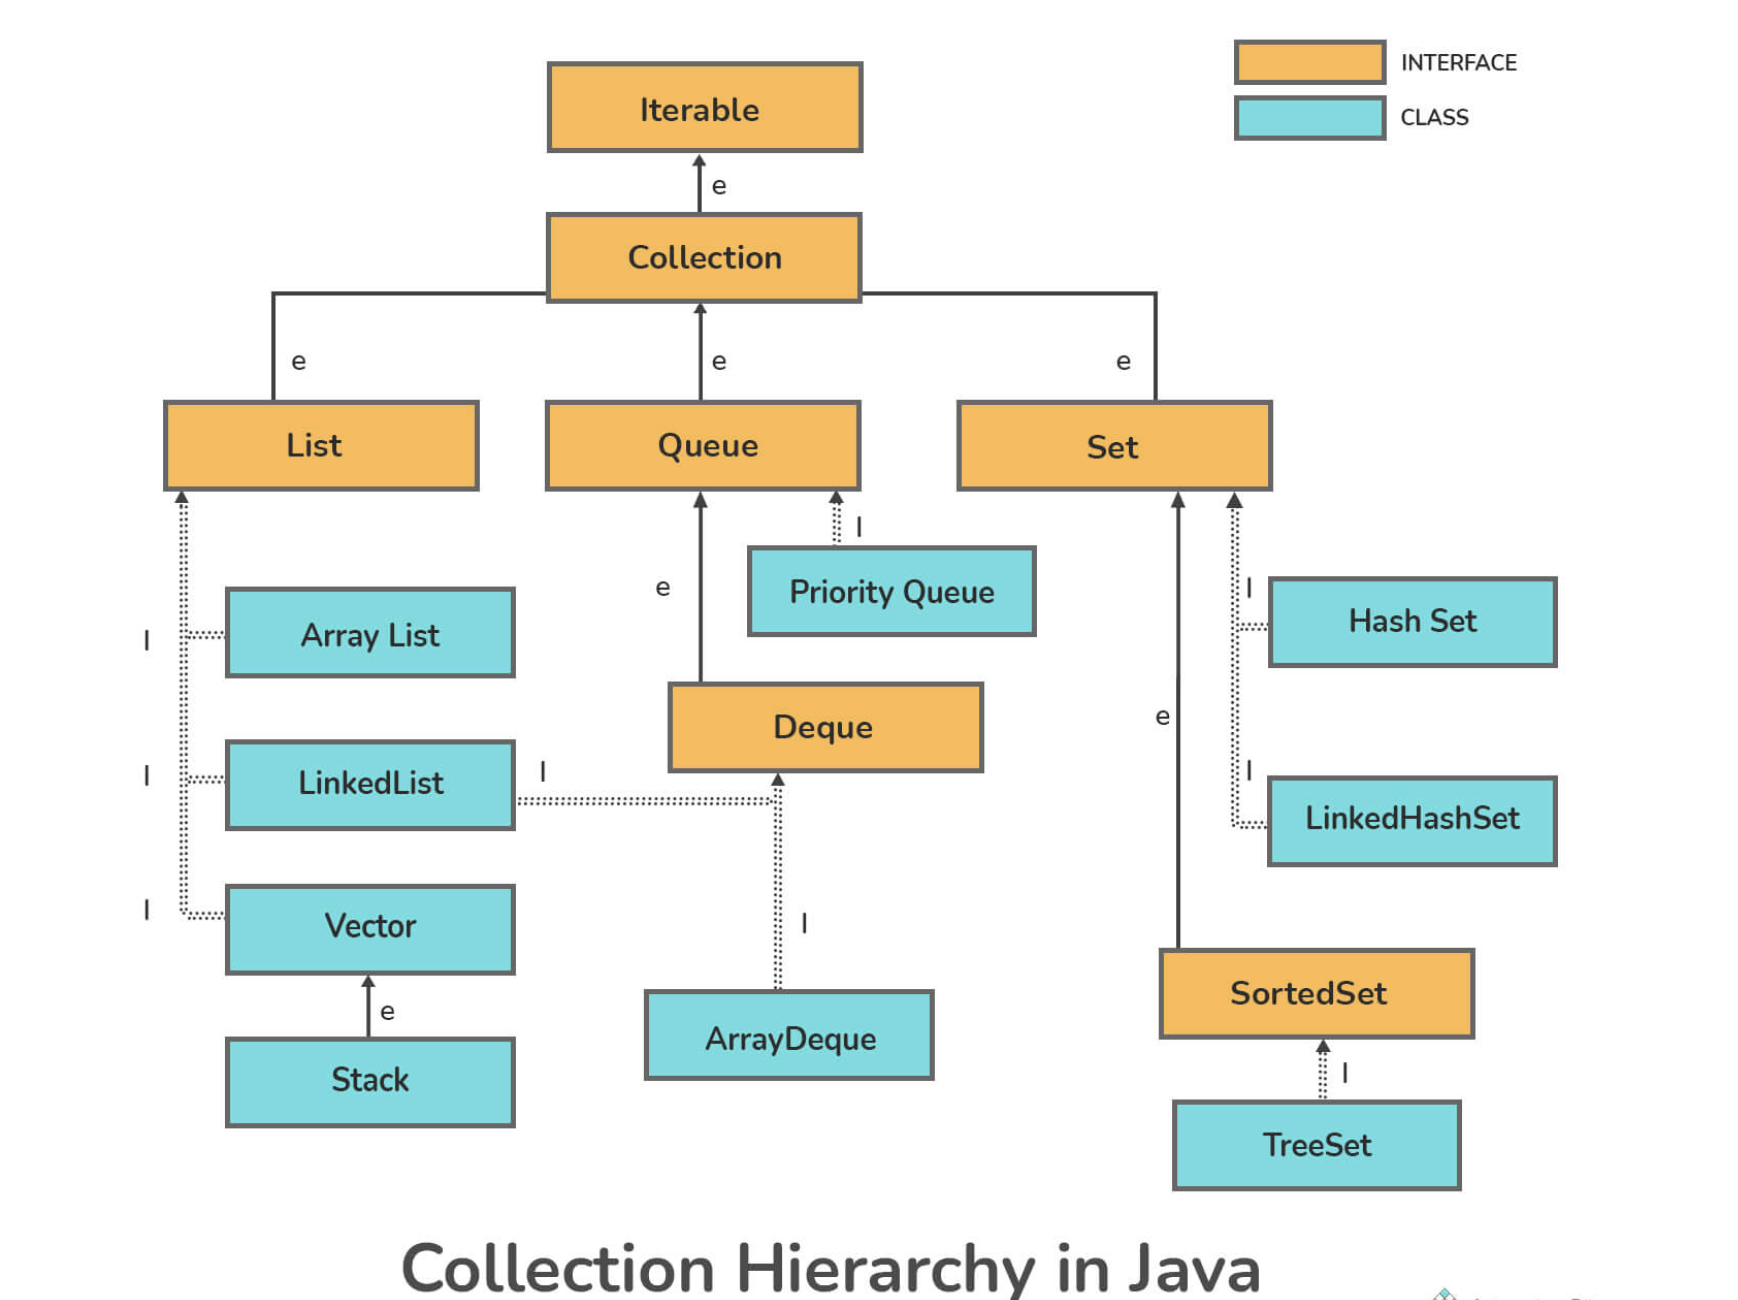 INTERFACE
CLASS
Iterable
e
Collection
e
e
e
List
Queue
Set
I
e
Priority Queue
I
Hash Set
I
Array List
e
Deque
I
LinkedList
I
I
LinkedHashSet
I
Vector
I
e
Stack
ArrayDeque
SortedSet
I
TreeSet
Collection Hierarchy in Java